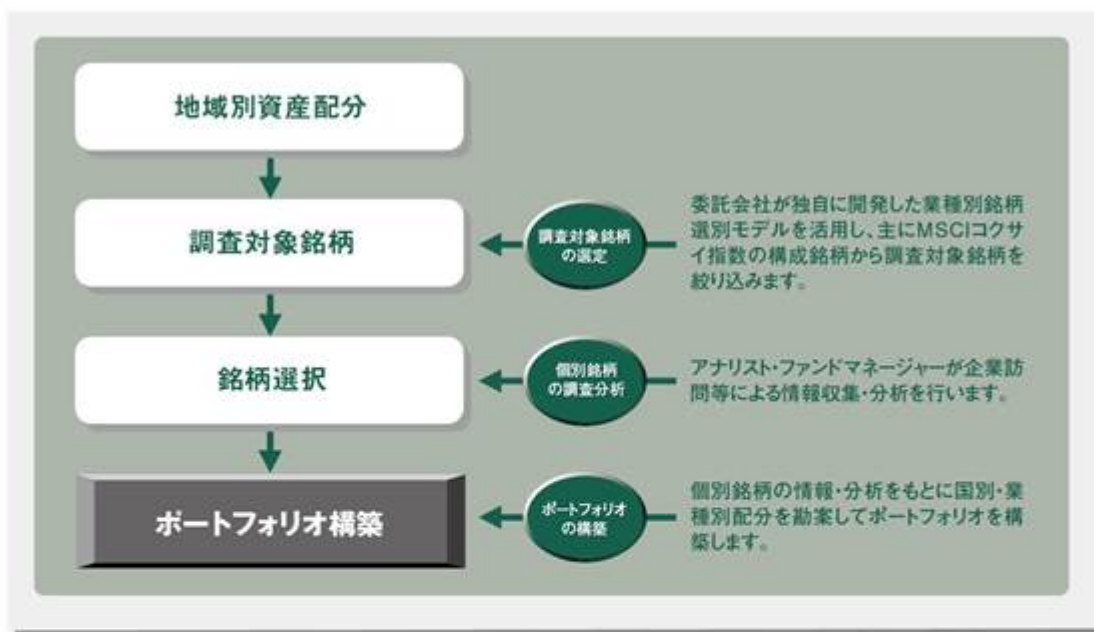 地域別資産配分
調査対象銘柄
調査対象銘柄
の選定
委託会社が独自に開発した業種別銘柄
選別モデルを活用し、主にMSCIコクサ
イ指数の構成銘柄から調査対象銘柄を
絞り込みます。
銘柄選択
個別銘柄
の調査分析
アナリスト・ファンドマネージャーが企業訪
問等による情報収集・分析を行います。
ポートフォリオ構築
ポートフォリオ
の構築
個別銘柄の情報・分析をもとに国別・業
種別配分を勘案してポートフォリオを構
築します。